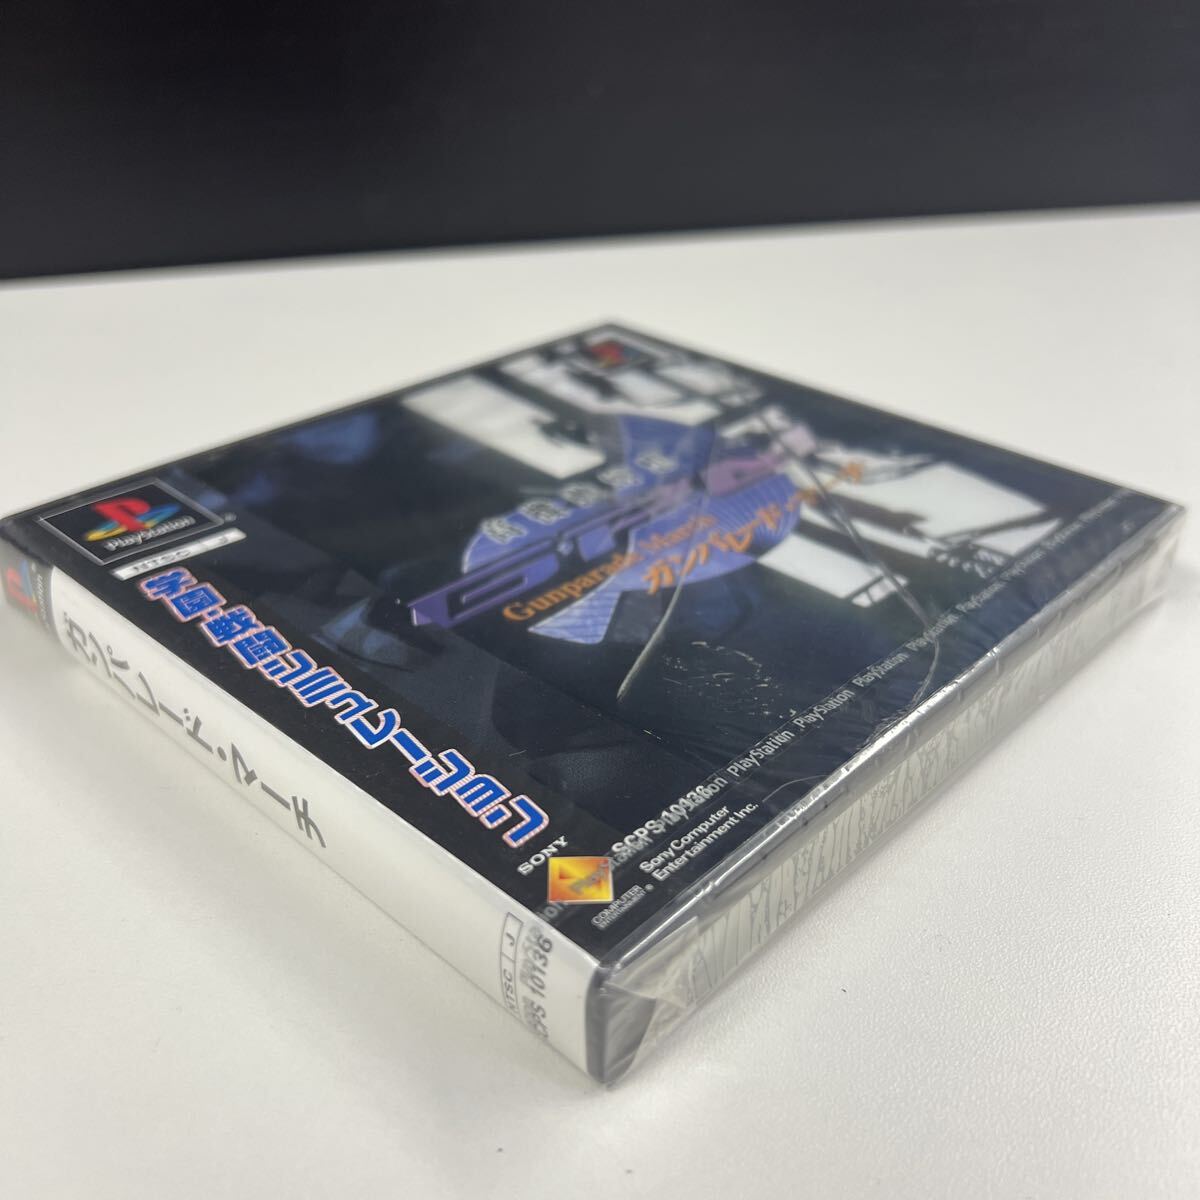 PlayStation
NTSC J
学園・戦闘シミュレーション
高機動幻想
Gunparade March
ガンパレード・マーチ
SONY
COMPUTER
ENTERTAINMENT®
SCPS 10136
Sony Computer
Entertainment Inc.
PlayStation PlayStation PlayStation PlayStation PlayStation PlayStation
ガンパレード・マーチ
NTSC J
SCPS 10136